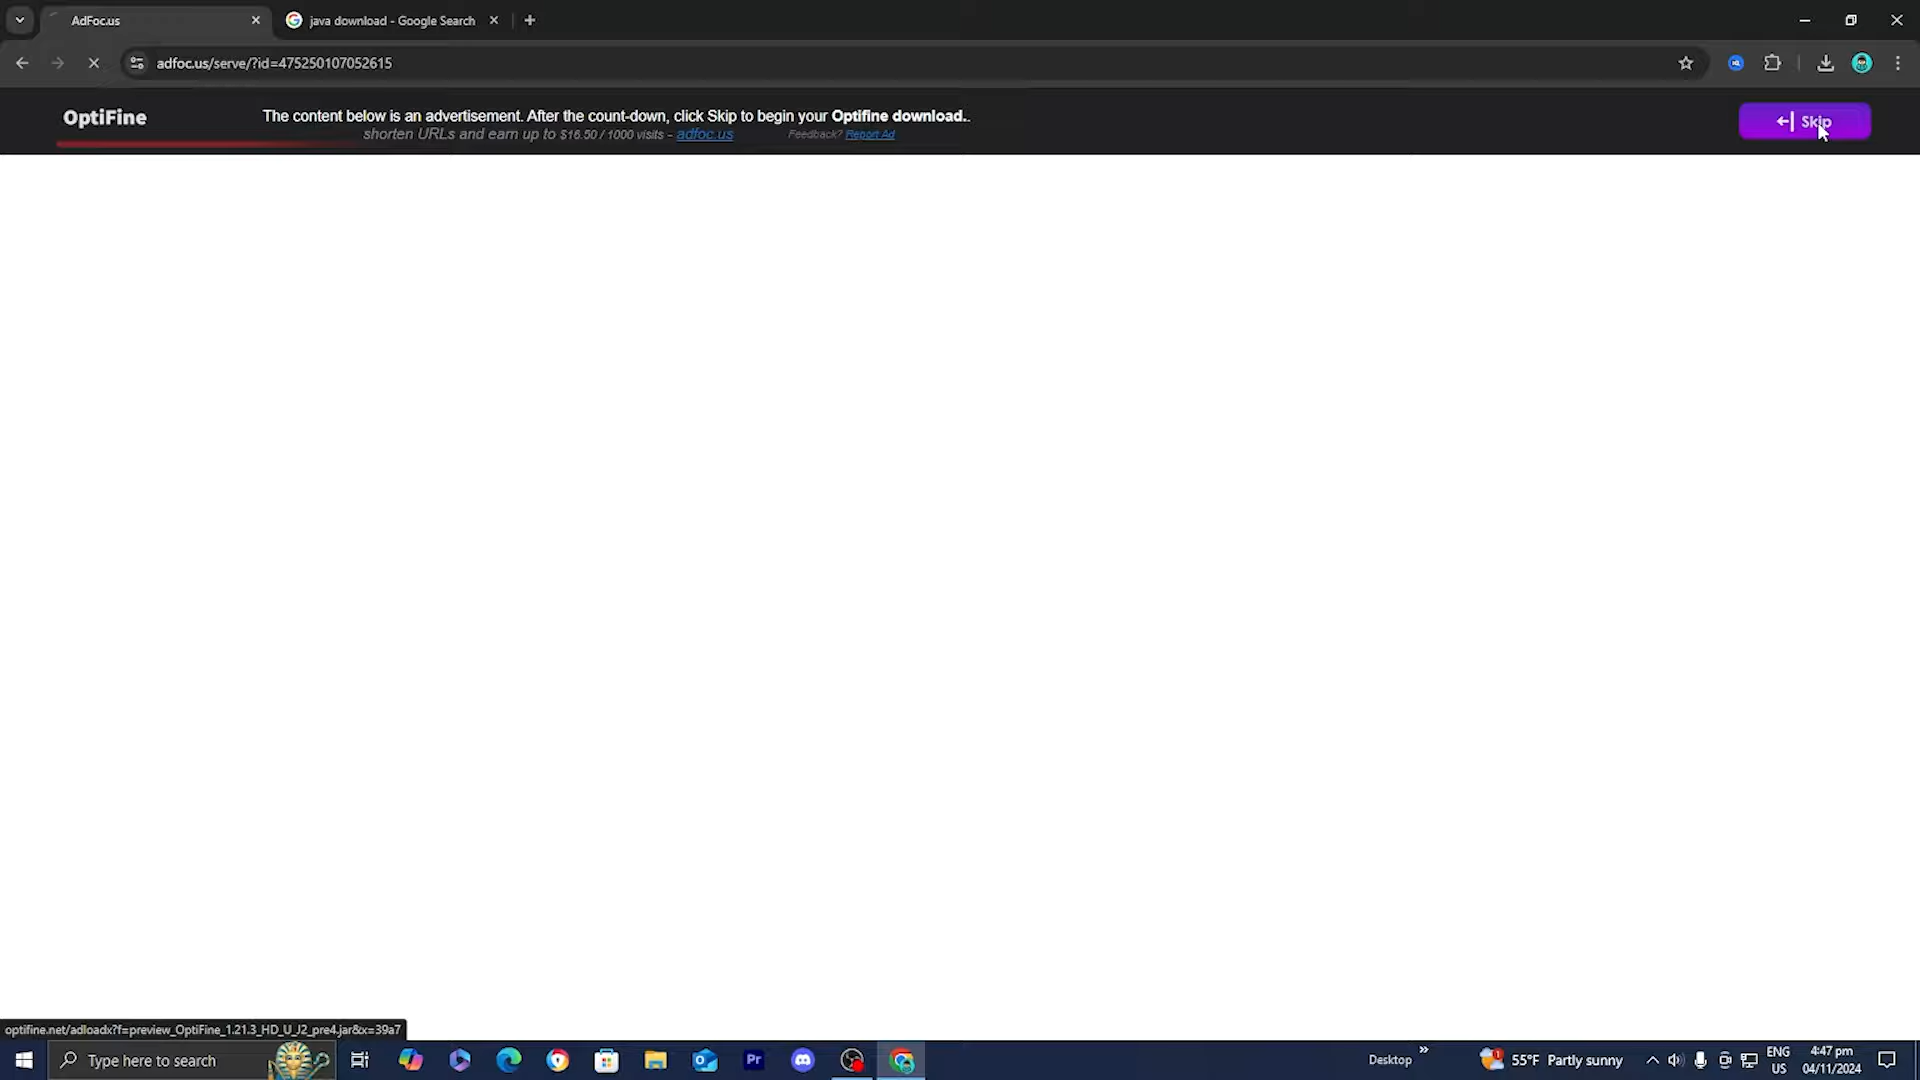 AdFoc.us
java download - Google Search
adfoc.us/serve/?id=475250107052615
OptiFine
The content below is an advertisement. After the count-down, click Skip to begin your Optifine download..
shorten URLs and earn up to $16.50 / 1000 visits - adfoc.us
Feedback? Report Ad
Skip
optifine.net/adloadx?f=preview_OptiFine_1.21.3_HD_U_J2_pre4.jar&x=39a7
Type here to search
Pr
Desktop
55°F Partly sunny
ENG
US
4:47 pm
04/11/2024